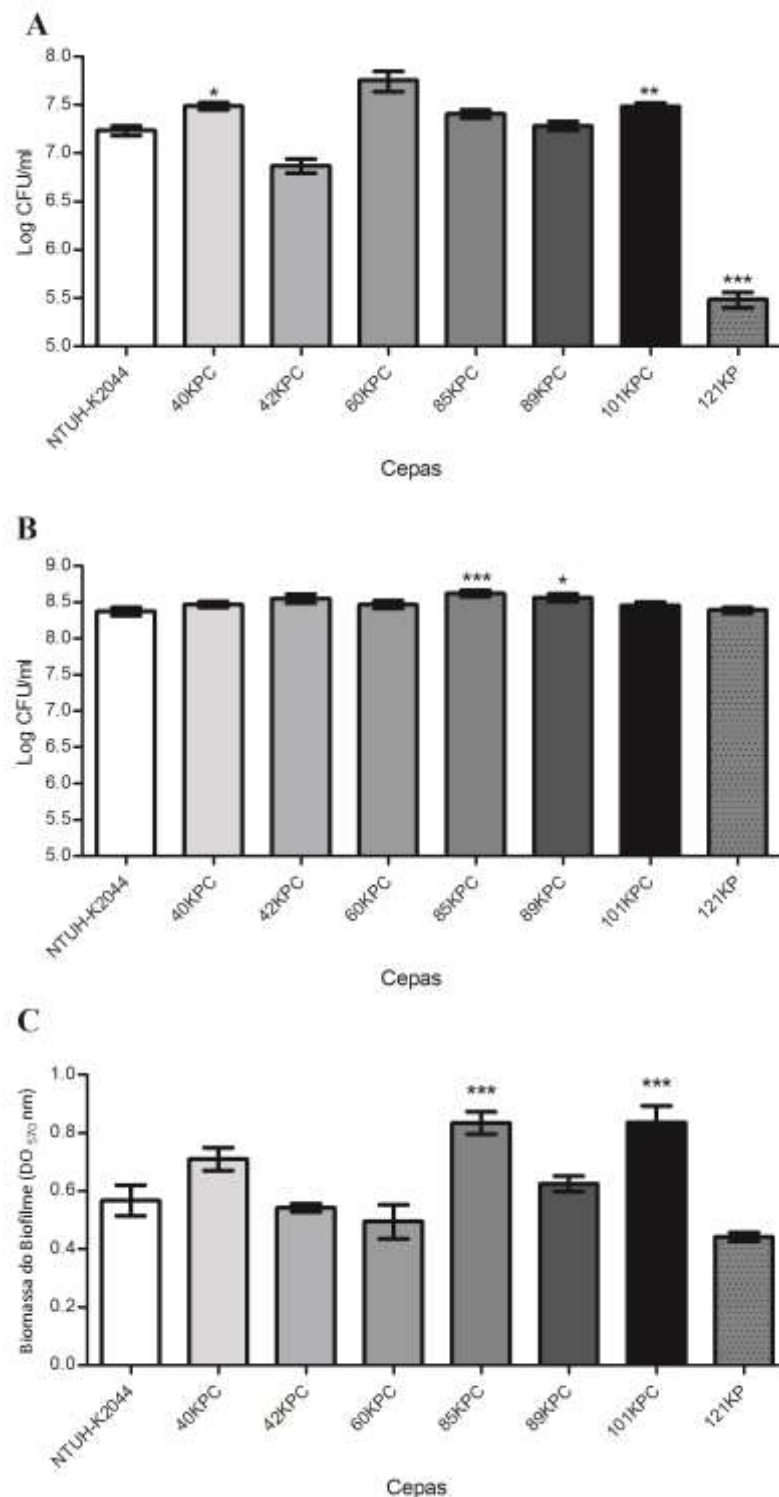 A
8.0
7.5
7.0
6.5
6.0
5.5
5.0
Log CFU/ml
*
**
***
NTUH-K2044
40KPC
42KPC
60KPC
85KPC
89KPC
101KPC
121KP
Cepas
B
9.0
8.5
8.0
7.5
7.0
6.5
6.0
5.5
5.0
Log CFU/ml
***
*
NTUH-K2044
40KPC
42KPC
60KPC
85KPC
89KPC
101KPC
121KP
Cepas
C
1.0
0.8
0.6
0.4
0.2
0.0
Biomassa do Biofilme (DO 570 nm)
***
***
NTUH-K2044
40KPC
42KPC
60KPC
85KPC
89KPC
101KPC
121KP
Cepas